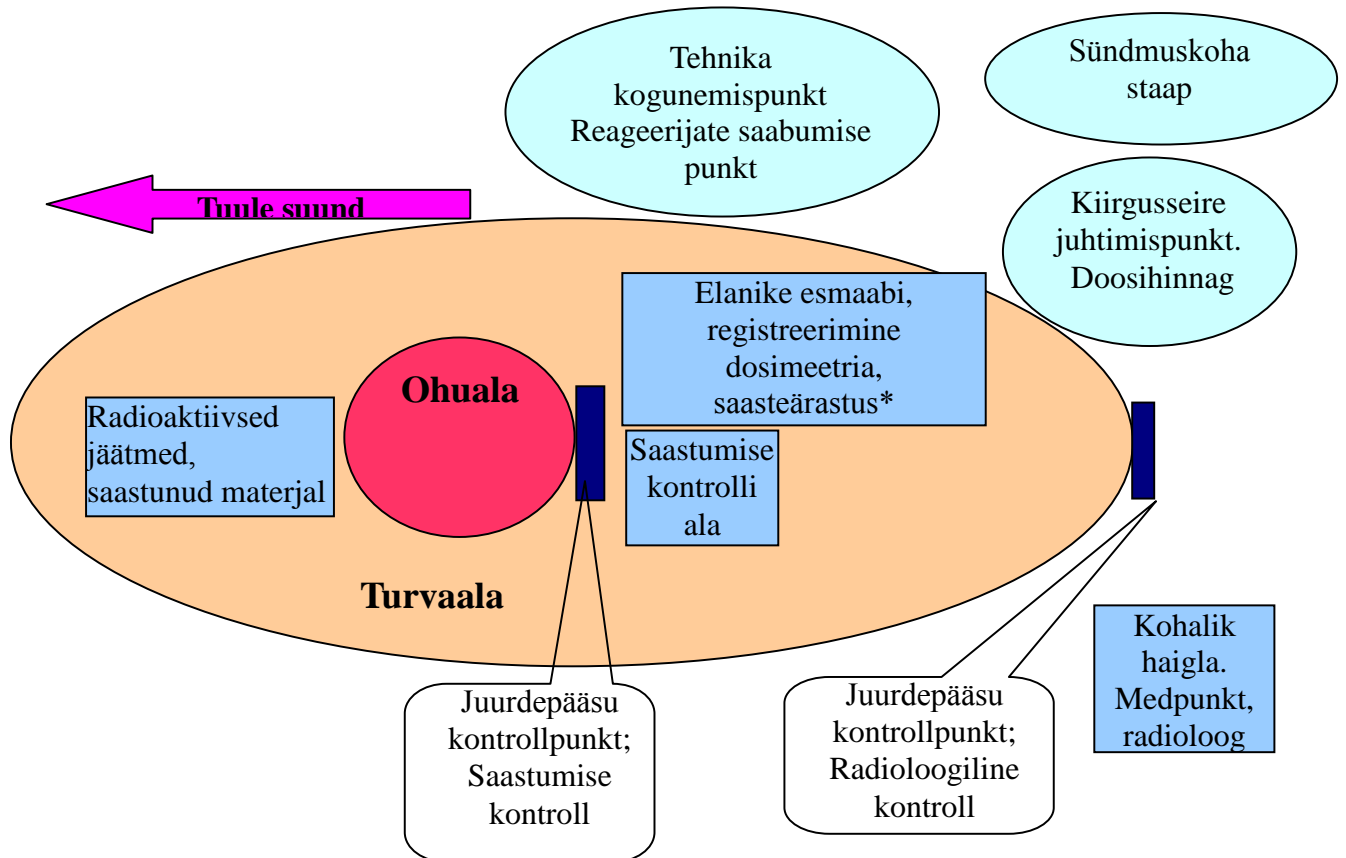 Tehnika
kogunemispunkt
Reageerijate saabumise
punkt
Sündmuskoha
staap
Tuule suund
Kiirgusseire
juhtimispunkt.
Doosihinnag
Elanike esmaabi,
registreerimine
dosimeetria,
saasteärastus*
Ohuala
Radioaktiivsed
jäätmed,
saastunud materjal
Saastumise
kontrolli
ala
Turvaala
Juurdepääsu
kontrollpunkt;
Saastumise
kontroll
Juurdepääsu
kontrollpunkt;
Radioloogiline
kontroll
Kohalik
haigla.
Medpunkt,
radioloog